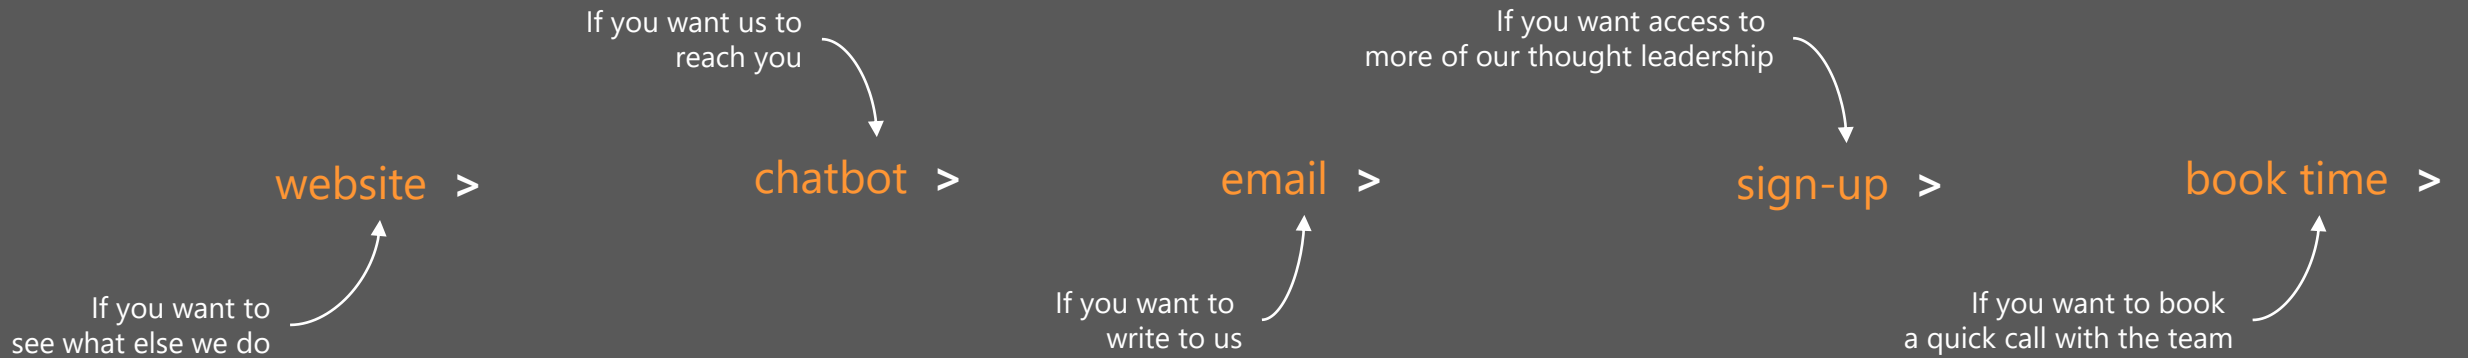 If you want us to
reach you
If you want access to
more of our thought leadership
website >
chatbot >
email >
sign-up >
book time >
If you want to
see what else we do
If you want to
write to us
If you want to book
a quick call with the team